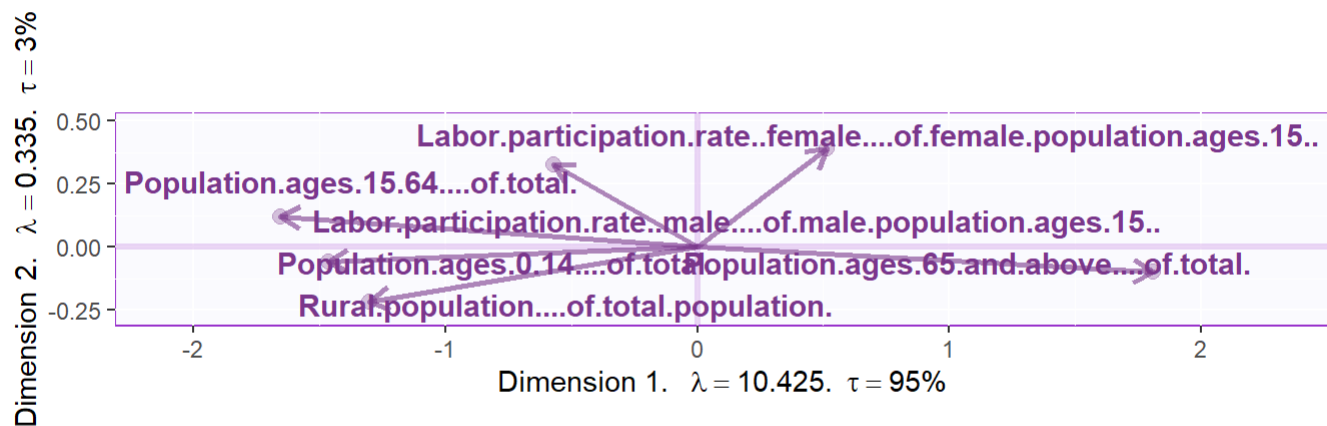 Dimension 2. λ = 0.335. τ = 3%
0.50
0.25
0.00
-0.25
Labor.participation.rate..female....of.female.population.ages.15..
Population.ages.15.64....of.total.
Labor.participation.rate..male....of.male.population.ages.15..
Population.ages.0.14....of.total.
Population.ages.65.and.above....of.total.
Rural.population....of.total.population.
-2
-1
0
1
2
Dimension 1. λ = 10.425. τ = 95%